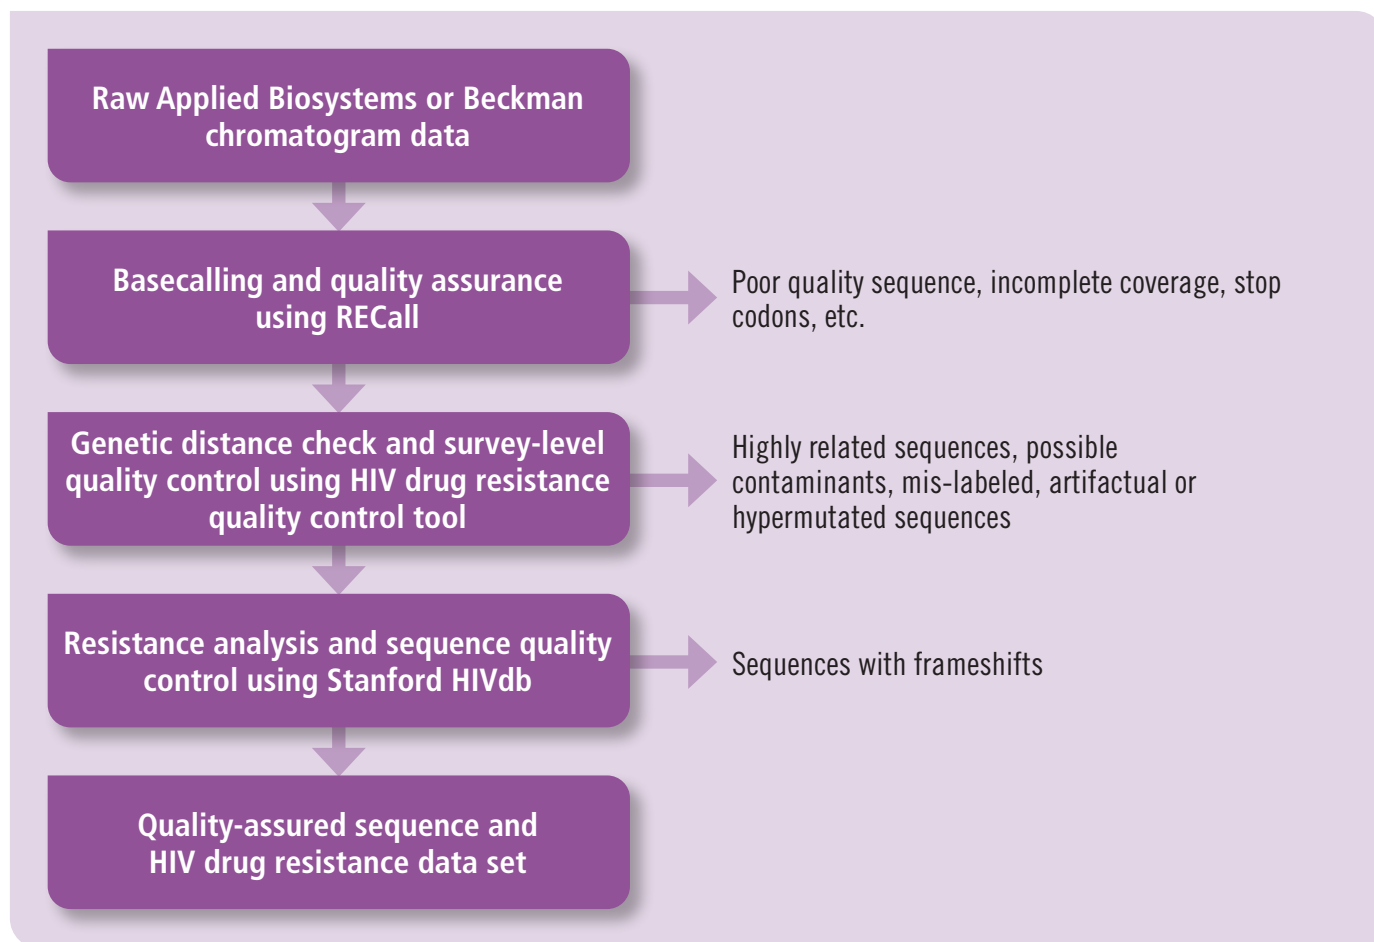 Raw Applied Biosystems or Beckman
chromatogram data
Basecalling and quality assurance
using RECall
Poor quality sequence, incomplete coverage, stop
codons, etc.
Genetic distance check and survey-level
quality control using HIV drug resistance
quality control tool
Highly related sequences, possible
contaminants, mis-labeled, artifactual or
hypermutated sequences
Resistance analysis and sequence quality
control using Stanford HIVdb
Sequences with frameshifts
Quality-assured sequence and
HIV drug resistance data set